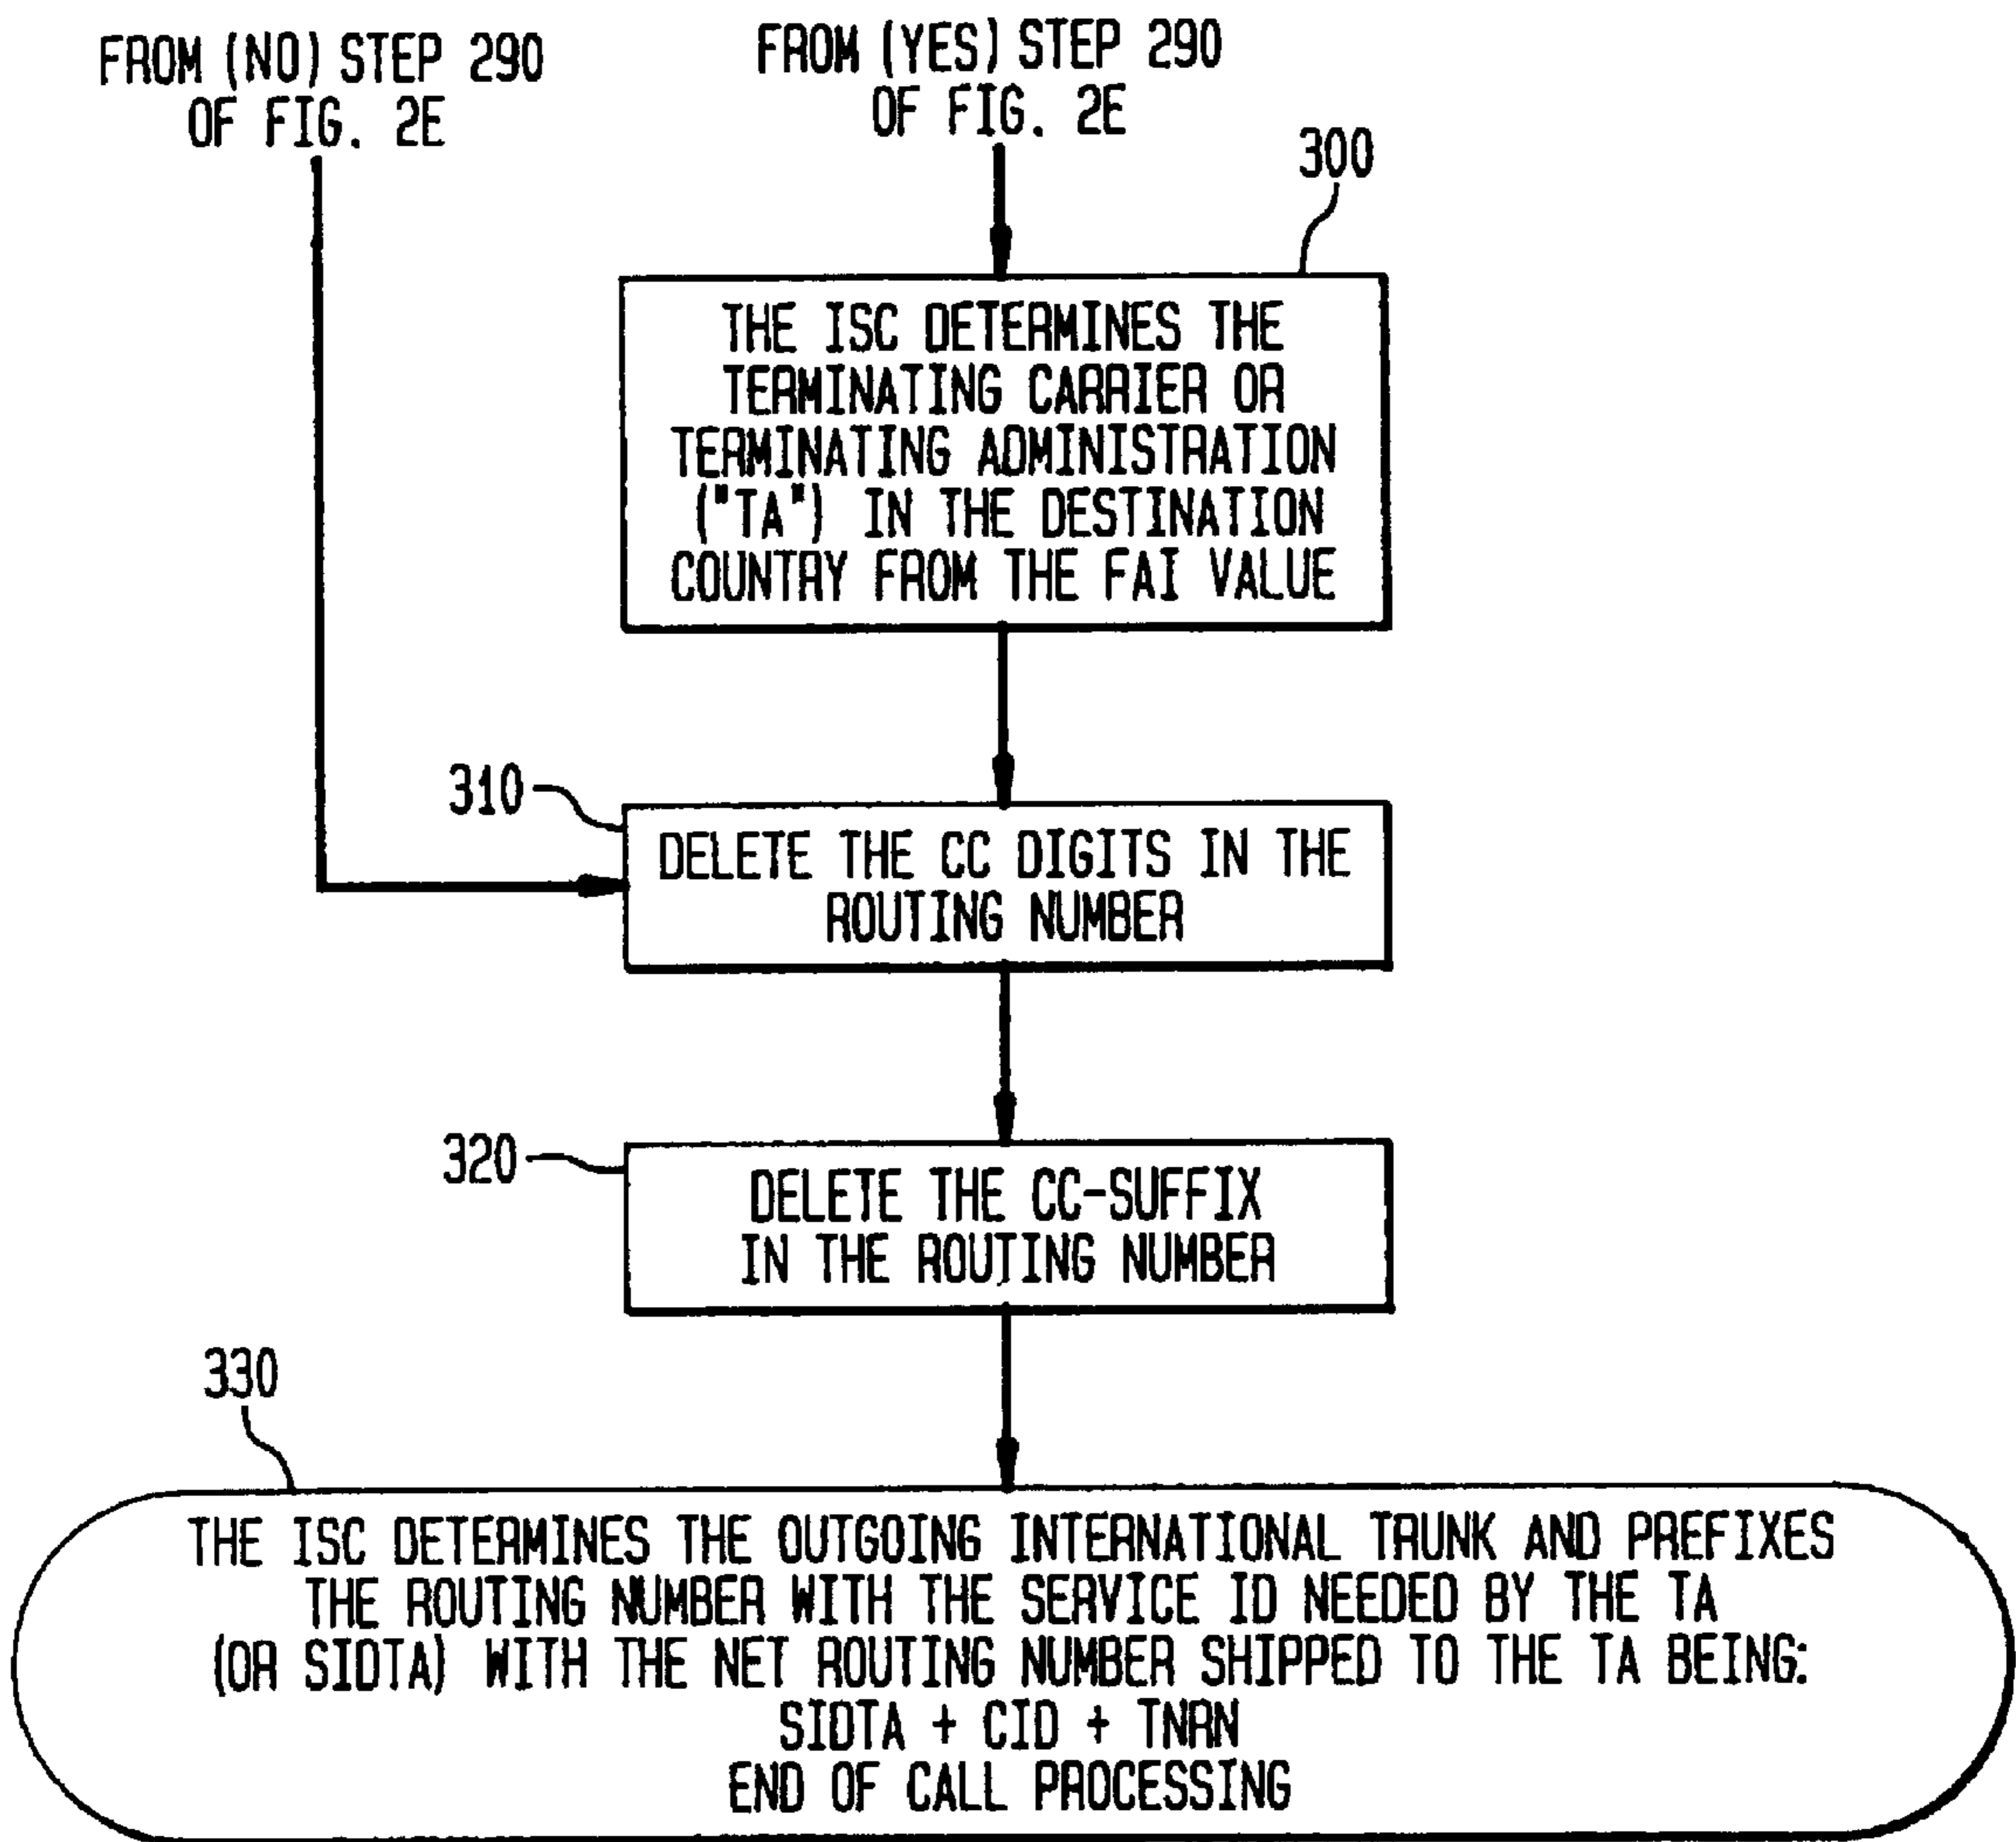 FROM (NO) STEP 290
OF FIG. 2E
FROM (YES) STEP 290
OF FIG. 2E
300
THE ISC DETERMINES THE
TERMINATING CARRIER OR
TERMINATING ADMINISTRATION
("TA") IN THE DESTINATION
COUNTRY FROM THE FAI VALUE
310
DELETE THE CC DIGITS IN THE
ROUTING NUMBER
320
DELETE THE CC-SUFFIX
IN THE ROUTING NUMBER
330
THE ISC DETERMINES THE OUTGOING INTERNATIONAL TRUNK AND PREFIXES
THE ROUTING NUMBER WITH THE SERVICE ID NEEDED BY THE TA
(OR SIDTA) WITH THE NET ROUTING NUMBER SHIPPED TO THE TA BEING:
SIDTA + CID + TNRN
END OF CALL PROCESSING